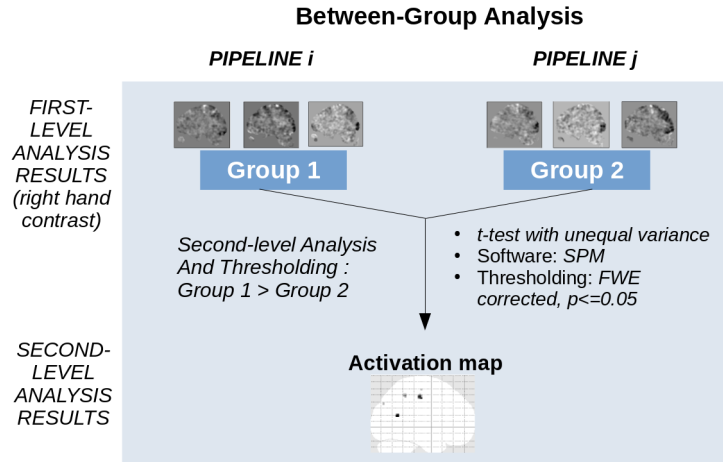 Between-Group Analysis
PIPELINE i
PIPELINE j
FIRST-
LEVEL
ANALYSIS
RESULTS
(right hand
contrast)
Group 1
Group 2
Second-level Analysis
And Thresholding :
Group 1 > Group 2
• t-test with unequal variance
• Software: SPM
• Thresholding: FWE
corrected, p<=0.05
SECOND-
LEVEL
ANALYSIS
RESULTS
Activation map